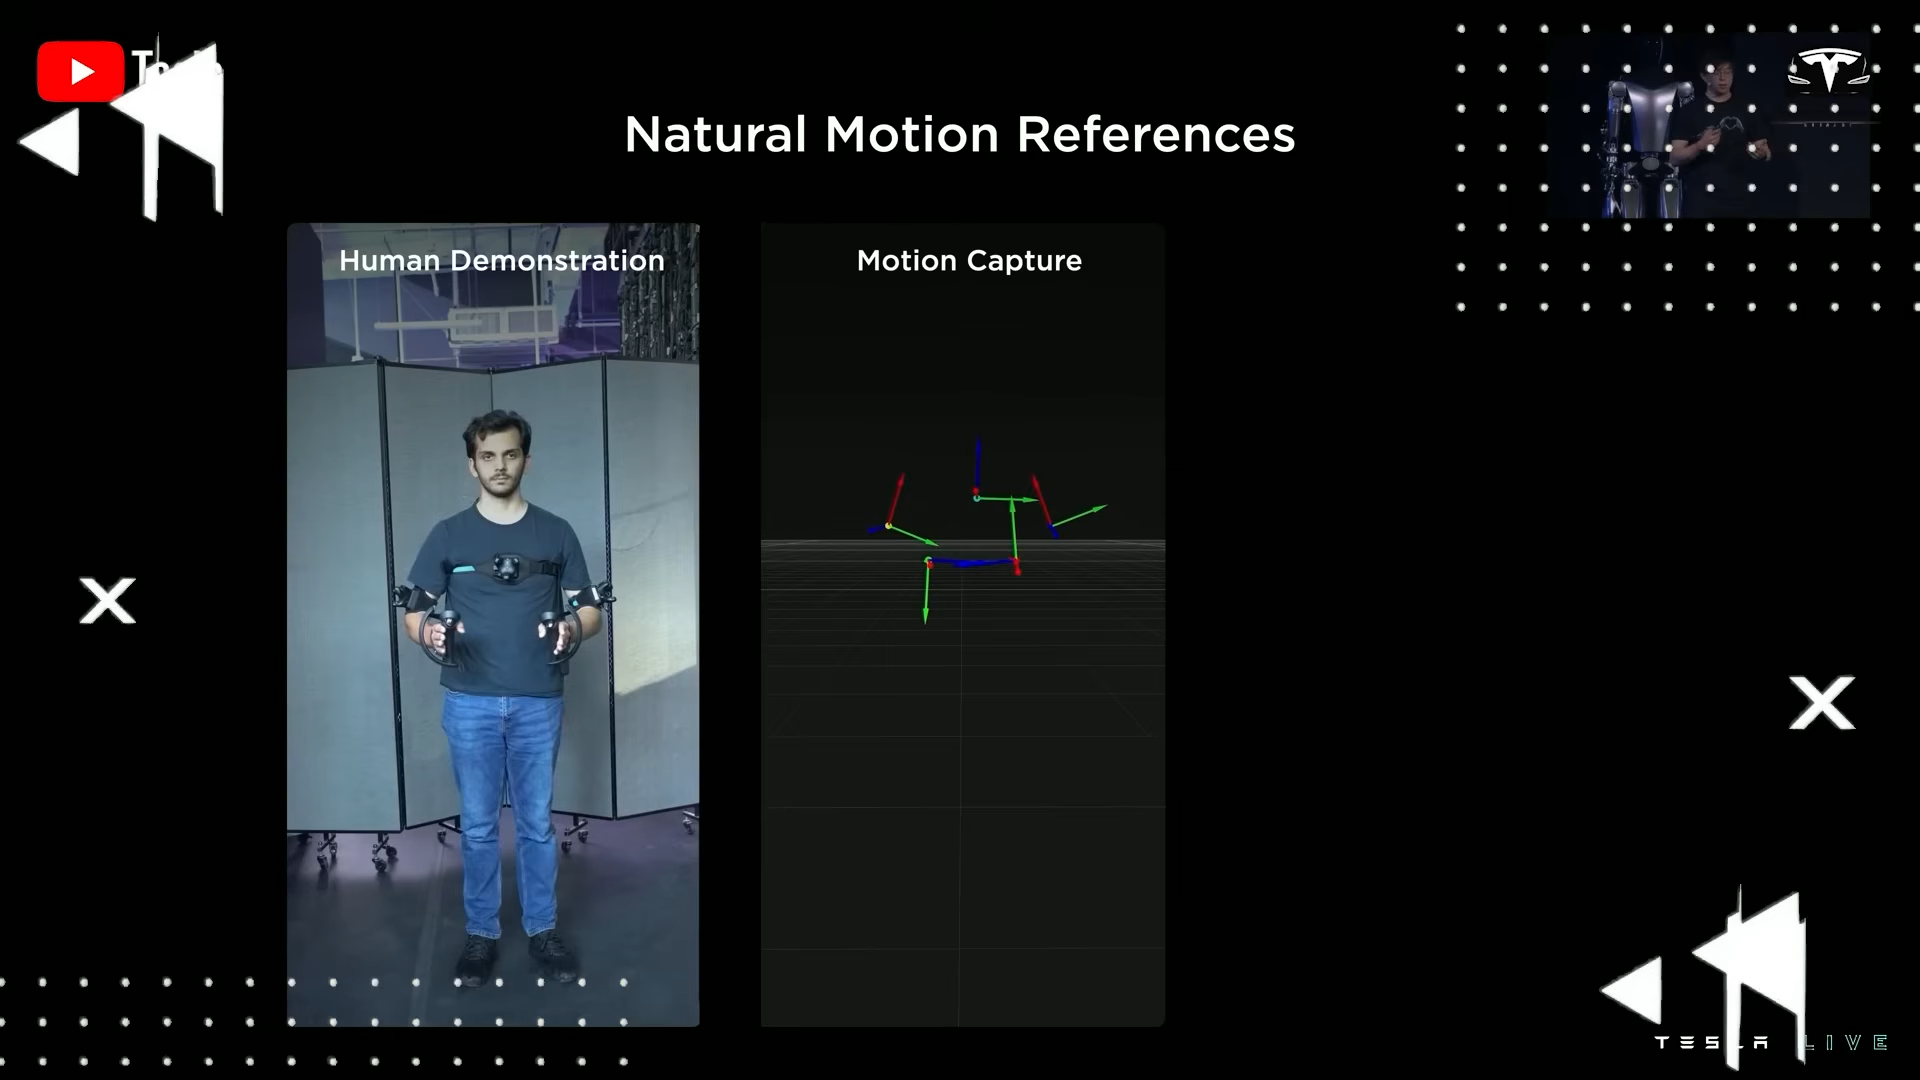 Natural Motion References
Human Demonstration
Motion Capture
TESLA LIVE